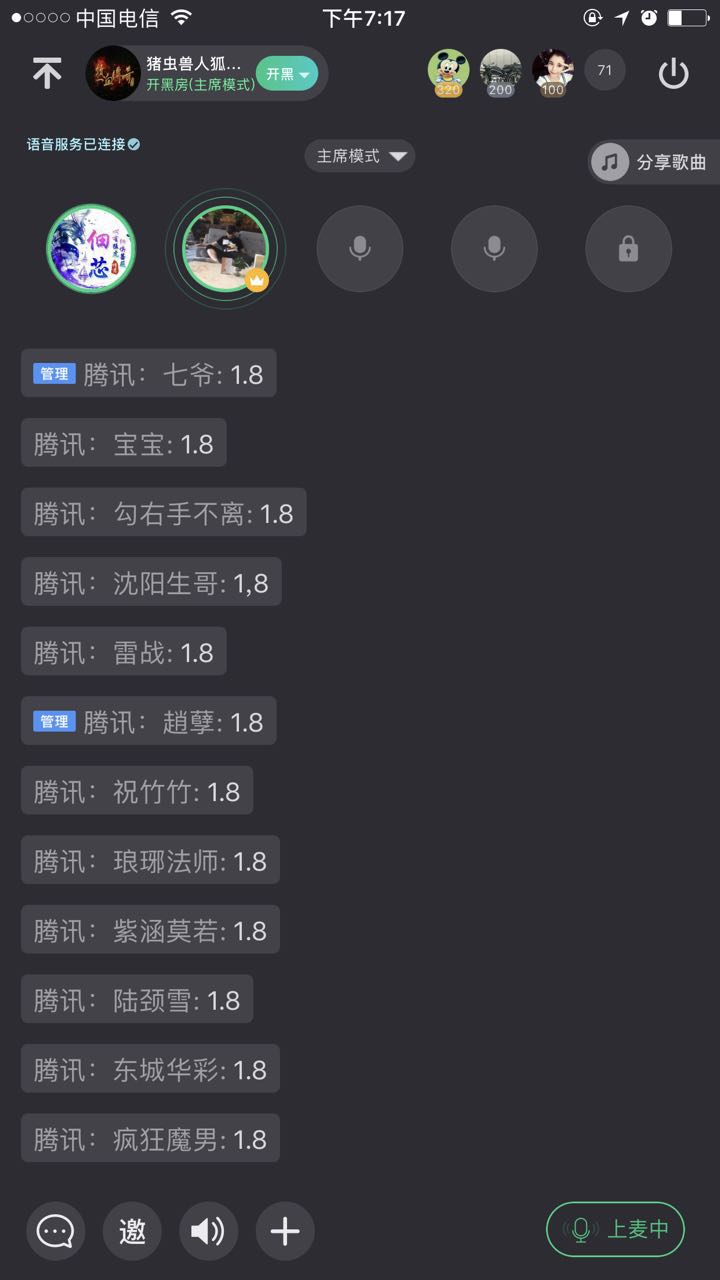 中国电信
下午7:17
猪虫兽人狐...
开黑房(主席模式)
开黑
320
200
100
71
语音服务已连接
主席模式
分享歌曲
佃
芯
管理 腾讯：七爷: 1.8
腾讯：宝宝: 1.8
腾讯：勾右手不离: 1.8
腾讯：沈阳生哥: 1,8
腾讯：雷战: 1.8
管理 腾讯：趙孽: 1.8
腾讯：祝竹竹: 1.8
腾讯：琅琊法师: 1.8
腾讯：紫涵莫若: 1.8
腾讯：陆颈雪: 1.8
腾讯：东城华彩: 1.8
腾讯：疯狂魔男: 1.8
邀
上麦中